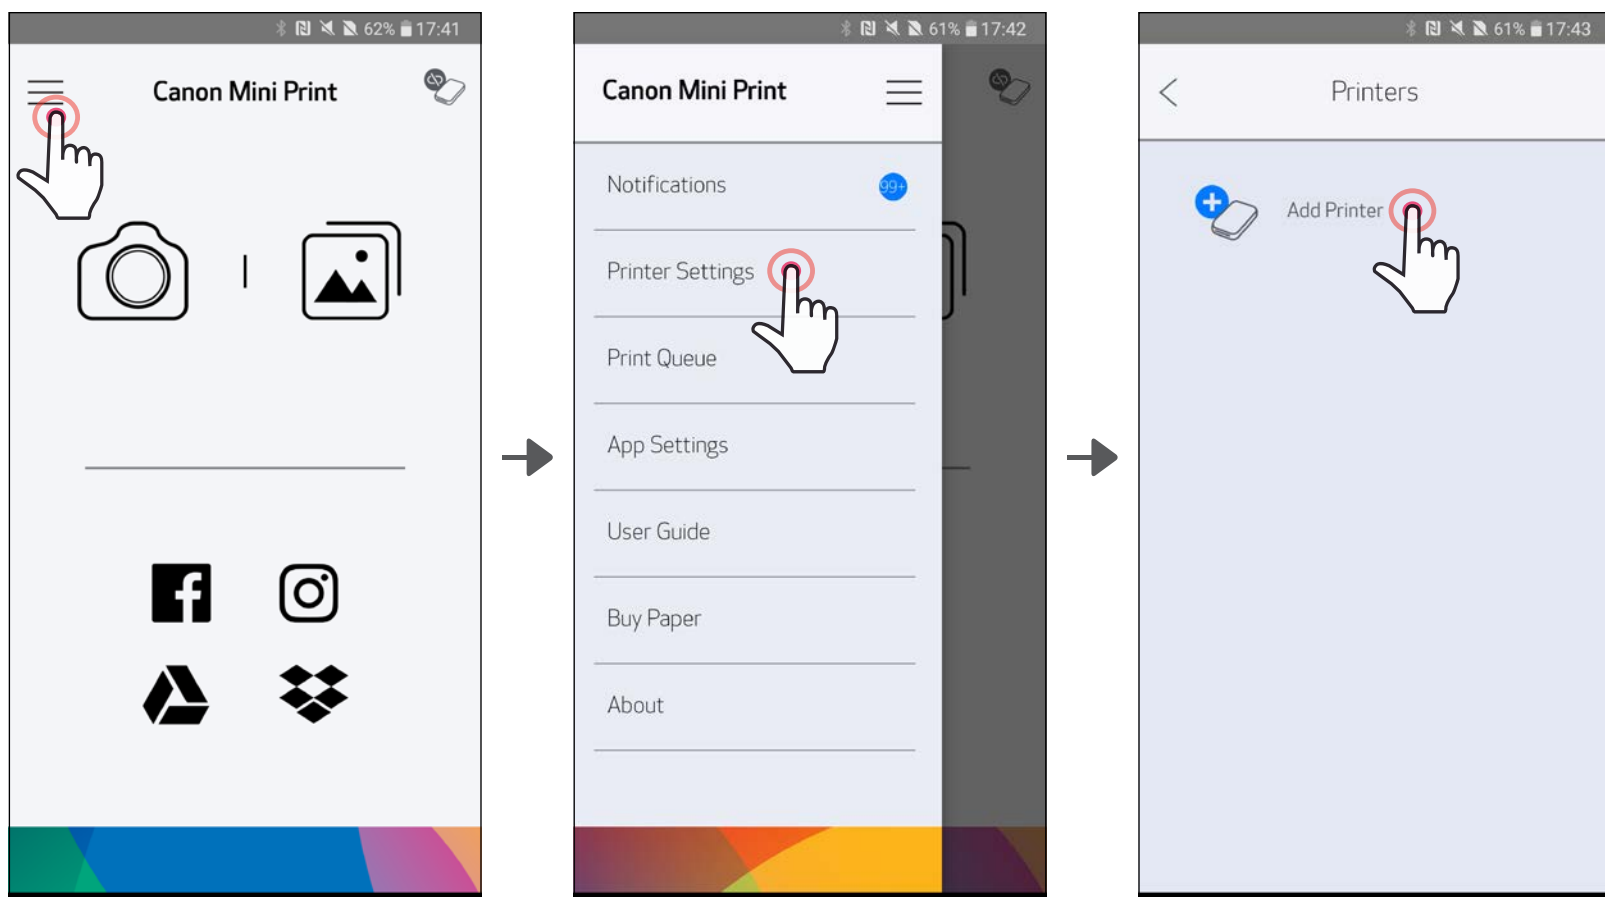 62% 17:41
Canon Mini Print
61% 17:42
Canon Mini Print
Notifications 99+
Printer Settings
Print Queue
App Settings
User Guide
Buy Paper
About
61% 17:43
Printers
Add Printer